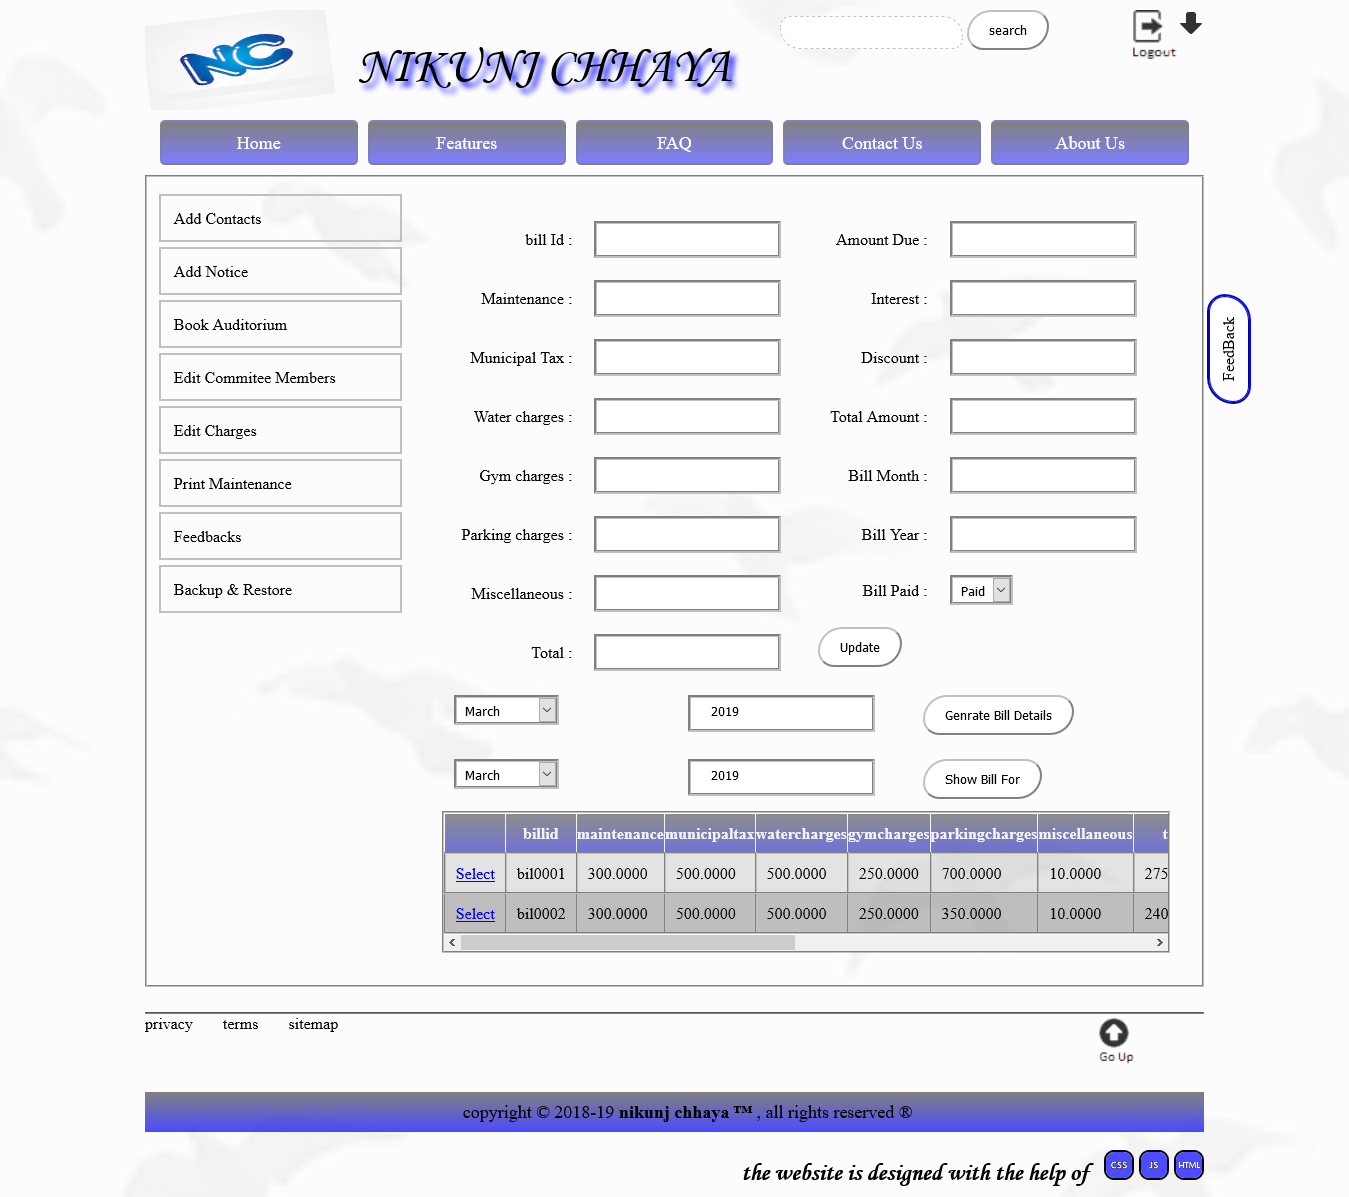 NC
NIKUNJ CHHAYA
search
Logout
Home Features FAQ Contact Us About Us
Add Contacts
Add Notice
Book Auditorium
Edit Commitee Members
Edit Charges
Print Maintenance
Feedbacks
Backup & Restore
bill Id : Amount Due :
Maintenance : Interest :
Municipal Tax : Discount :
Water charges : Total Amount :
Gym charges : Bill Month :
Parking charges : Bill Year :
Miscellaneous : Bill Paid : Paid
Total : Update
March 2019 Genrate Bill Details
March 2019 Show Bill For
billid maintenance municipaltax watercharges gymcharges parkingcharges miscellaneous t
Select bil0001 300.0000 500.0000 500.0000 250.0000 700.0000 10.0000 275
Select bil0002 300.0000 500.0000 500.0000 250.0000 350.0000 10.0000 240
FeedBack
privacy terms sitemap
Go Up
copyright © 2018-19 nikunj chhaya ™ , all rights reserved ®
the website is designed with the help of CSS JS HTML